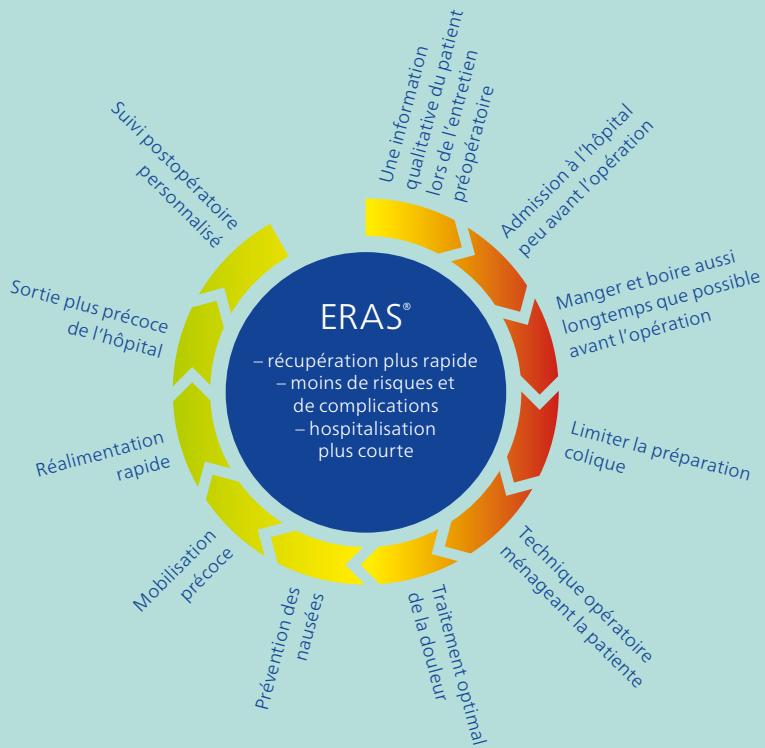 Une information
qualitative du patient
lors de l'entretien
préopératoire
Admission à l'hôpital
peu avant l'opération
Manger et boire aussi
longtemps que possible
avant l'opération
Limiter la préparation
colique
Technique opératoire
ménageant la patiente
Traitement optimal
de la douleur
Prévention des
nausées
Mobilisation
précoce
Réalimentation
rapide
Sortie plus précoce
de l'hôpital
Suivi postopératoire
personnalisé
ERAS®
– récupération plus rapide
– moins de risques et
de complications
– hospitalisation
plus courte